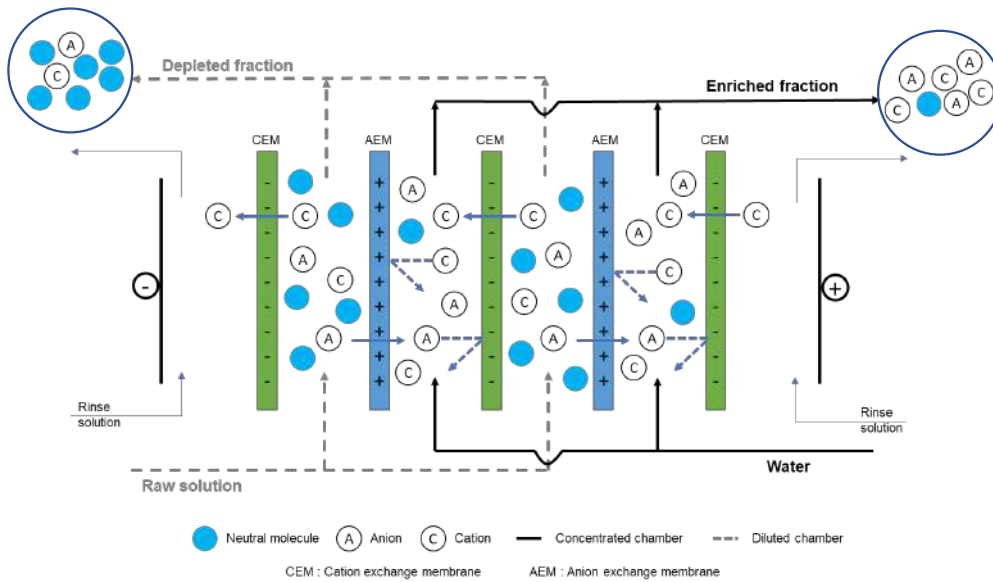 A
C
Depleted fraction
Enriched fraction
A
A
C
C
A
C
CEM
AEM
CEM
AEM
CEM
- + - + -
A
A
C
C
C
C
C
C
A
A
C
A
C
C
C
A
C
A
-
+
A
A
A
A
C
C
Rinse
solution
Rinse
solution
Water
Raw solution
Neutral molecule A Anion C Cation Concentrated chamber Diluted chamber
CEM : Cation exchange membrane AEM : Anion exchange membrane